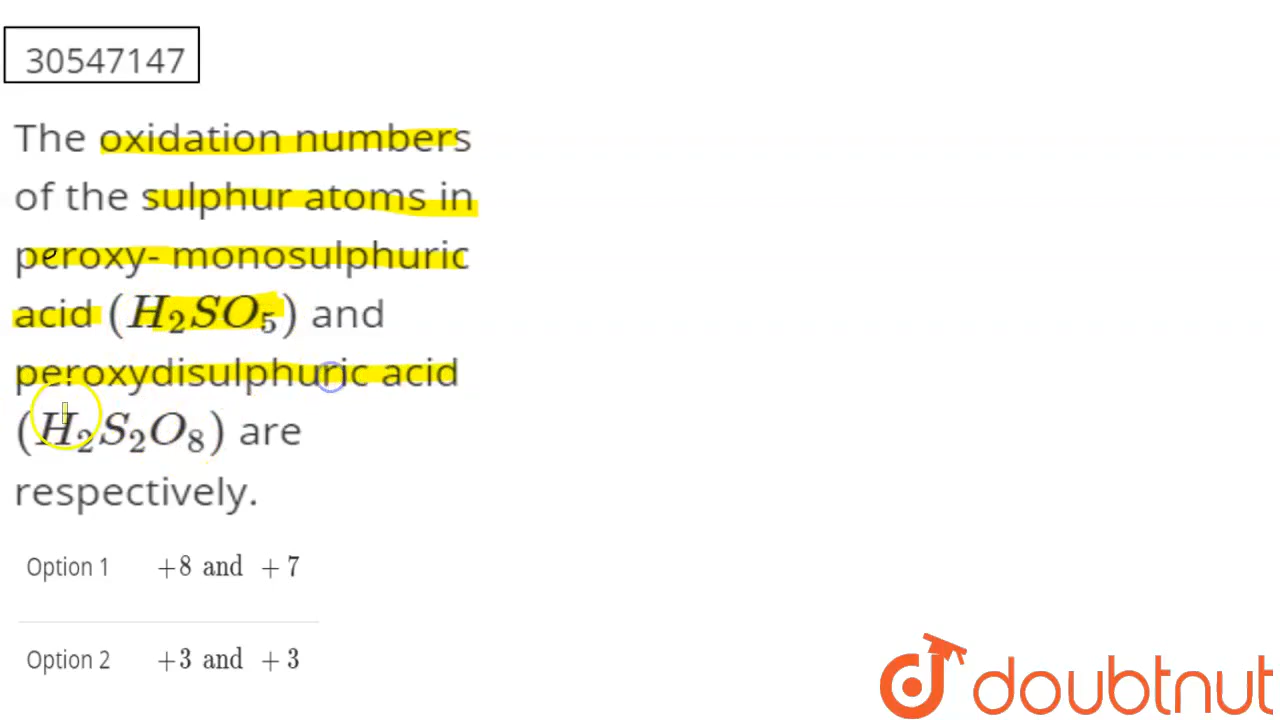 30547147
The oxidation numbers
of the sulphur atoms in
peroxy- monosulphuric
acid (H₂SO₅) and
peroxydisulphuric acid
(H₂S₂O₈) are
respectively.
Option 1 +8 and +7
Option 2 +3 and +3
doubtnut